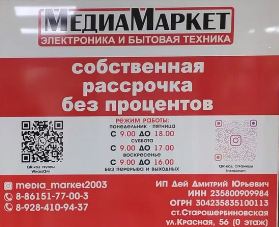 МедиаМаркет
ЭЛЕКТРОНИКА И БЫТОВАЯ ТЕХНИКА
собственная
рассрочка
без процентов
РЕЖИМ РАБОТЫ:
ПОНЕДЕЛЬНИК - ПЯТНИЦА
С 9.00 ДО 18.00
СУББОТА
С 9.00 ДО 17.00
ВОСКРЕСЕНЬЕ
С 9.00 ДО 16.00
БЕЗ ПЕРЕРЫВА И ВЫХОДНЫХ
media_market2003
8-86151-77-00-3
8-928-410-94-37
ИП Дей Дмитрий Юрьевич
ИНН 235800909984
ОГРН 304235835100113
ст.Старощербиновская
ул.Красная, 56 (0 этаж)